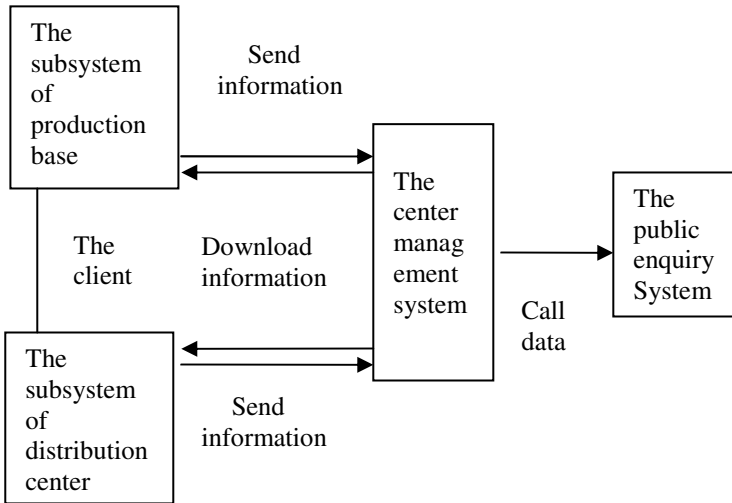 The
subsystem
of
production
base
Send
information
The
client
Download
information
The
center
manag
ement
system
The
public
enquiry
System
Call
data
The
subsystem
of
distribution
center
Send
information